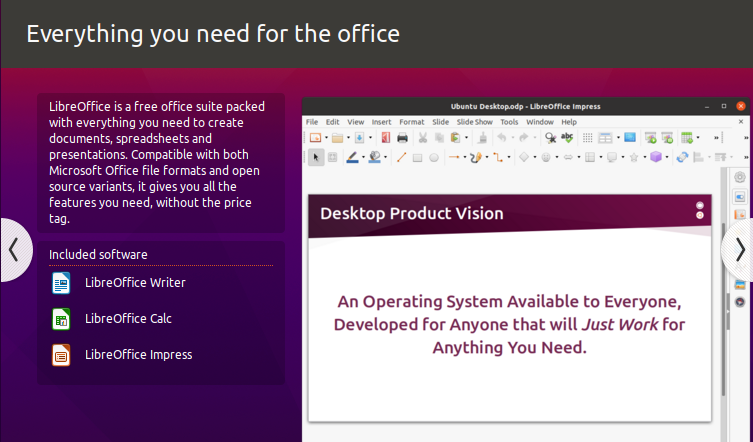 Everything you need for the office
LibreOffice is a free office suite packed
with everything you need to create
documents, spreadsheets and
presentations. Compatible with both
Microsoft Office file formats and open
source variants, it gives you all the
features you need, without the price
tag.
Included software
LibreOffice Writer
LibreOffice Calc
LibreOffice Impress
Ubuntu Desktop.odp - LibreOffice Impress
File Edit View Insert Format Slide Slide Show Tools Window Help
Desktop Product Vision
An Operating System Available to Everyone,
Developed for Anyone that will Just Work for
Anything You Need.